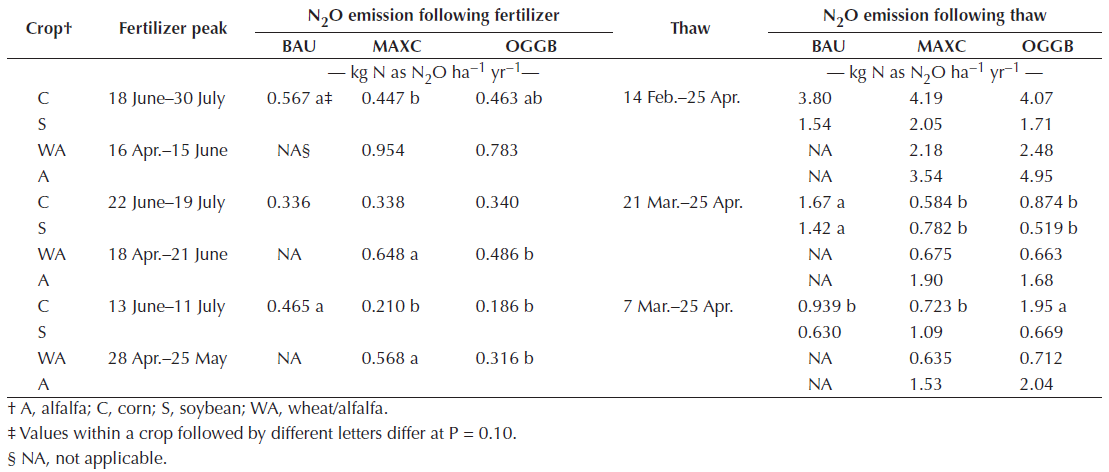 Crop† Fertilizer peak N₂O emission following fertilizer Thaw N₂O emission following thaw
BAU MAXC OGGB BAU MAXC OGGB
— kg N as N₂O ha⁻¹ yr⁻¹— — kg N as N₂O ha⁻¹ yr⁻¹ —
C 18 June–30 July 0.567 a‡ 0.447 b 0.463 ab 14 Feb.–25 Apr. 3.80 4.19 4.07
S 1.54 2.05 1.71
WA 16 Apr.–15 June NA§ 0.954 0.783 NA 2.18 2.48
A NA 3.54 4.95
C 22 June–19 July 0.336 0.338 0.340 21 Mar.–25 Apr. 1.67 a 0.584 b 0.874 b
S 1.42 a 0.782 b 0.519 b
WA 18 Apr.–21 June NA 0.648 a 0.486 b NA 0.675 0.663
A NA 1.90 1.68
C 13 June–11 July 0.465 a 0.210 b 0.186 b 7 Mar.–25 Apr. 0.939 b 0.723 b 1.95 a
S 0.630 1.09 0.669
WA 28 Apr.–25 May NA 0.568 a 0.316 b NA 0.635 0.712
A NA 1.53 2.04
† A, alfalfa; C, corn; S, soybean; WA, wheat/alfalfa.
‡ Values within a crop followed by different letters differ at P = 0.10.
§ NA, not applicable.